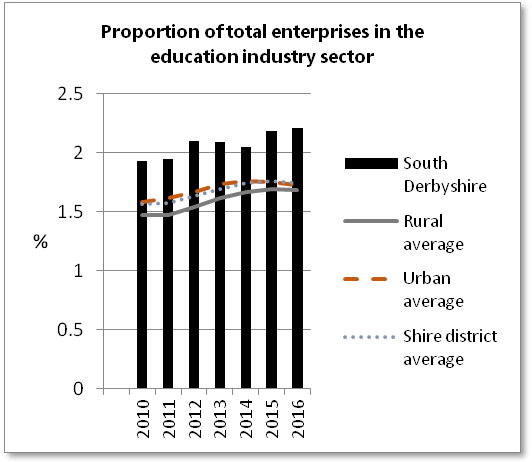 Proportion of total enterprises in the
education industry sector
2.5
2
1.5
1
0.5
0
%
2010
2011
2012
2013
2014
2015
2016
South
Derbyshire
Rural
average
Urban
average
Shire district
average